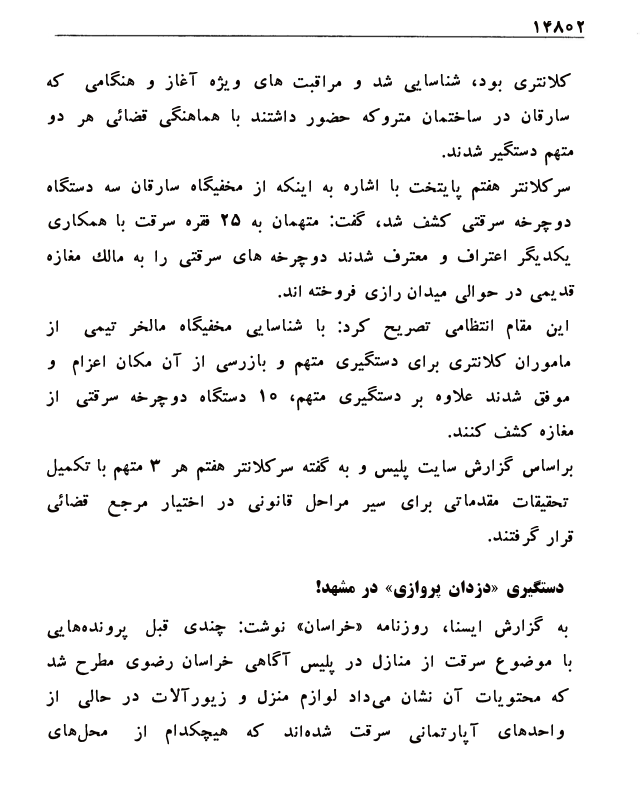 ۱۴۸۰۲
کلانتری بود، شناسایی شد و مراقبت های ویژه آغاز و هنگامی که
سارقان در ساختمان متروکه حضور داشتند با هماهنگی قضائی هر دو
متهم دستگیر شدند.
سرکلانتر هفتم پایتخت با اشاره به اینکه از مخفیگاه سارقان سه دستگاه
دوچرخه سرقتی کشف شد، گفت: متهمان به ۲۵ فقره سرقت با همکاری
یکدیگر اعتراف و معترف شدند دوچرخه های سرقتی را به مالك مغازه
قدیمی در حوالی میدان رازی فروخته اند.
این مقام انتظامی تصریح کرد: با شناسایی مخفیگاه مالخر تیمی از
ماموران کلانتری برای دستگیری متهم و بازرسی از آن مکان اعزام و
موفق شدند علاوه بر دستگیری متهم، ۱۰ دستگاه دوچرخه سرقتی از
مغازه کشف کنند.
براساس گزارش سایت پلیس و به گفته سرکلانتر هفتم هر ۳ متهم با تکمیل
تحقیقات مقدماتی برای سیر مراحل قانونی در اختیار مرجع قضائی
قرار گرفتند.
دستگیری «دزدان پروازی» در مشهد!
به گزارش ایسنا، روزنامه «خراسان» نوشت: چندی قبل پرونده‌هایی
با موضوع سرقت از منازل در پلیس آگاهی خراسان رضوی مطرح شد
که محتویات آن نشان می‌داد لوازم منزل و زیورآلات در حالی از
واحدهای آپارتمانی سرقت شده‌اند که هیچکدام از محل‌های